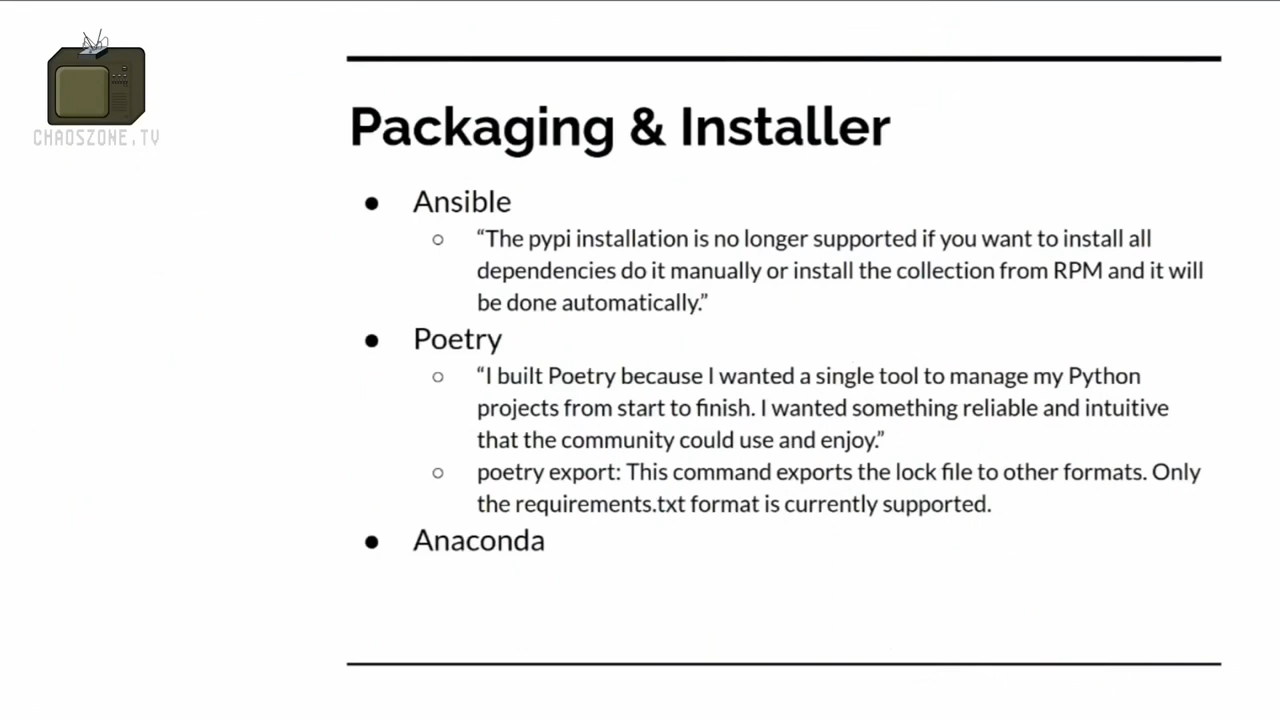 CHAOSZONE.TV
Packaging & Installer
● Ansible
○ “The pypi installation is no longer supported if you want to install all
dependencies do it manually or install the collection from RPM and it will
be done automatically.”
● Poetry
○ “I built Poetry because I wanted a single tool to manage my Python
projects from start to finish. I wanted something reliable and intuitive
that the community could use and enjoy.”
○ poetry export: This command exports the lock file to other formats. Only
the requirements.txt format is currently supported.
● Anaconda